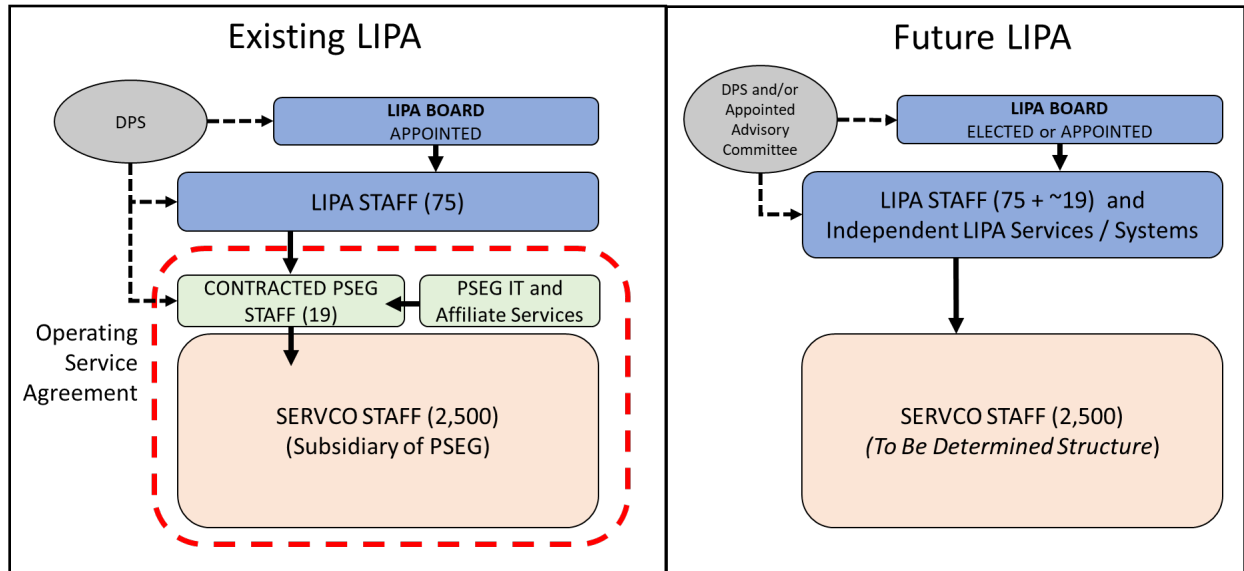 Existing LIPA
DPS
LIPA BOARD
APPOINTED
LIPA STAFF (75)
CONTRACTED PSEG
STAFF (19)
PSEG IT and
Affiliate Services
Operating
Service
Agreement
SERVCO STAFF (2,500)
(Subsidiary of PSEG)
Future LIPA
DPS and/or
Appointed
Advisory
Committee
LIPA BOARD
ELECTED or APPOINTED
LIPA STAFF (75 + ~19) and
Independent LIPA Services / Systems
SERVCO STAFF (2,500)
(To Be Determined Structure)